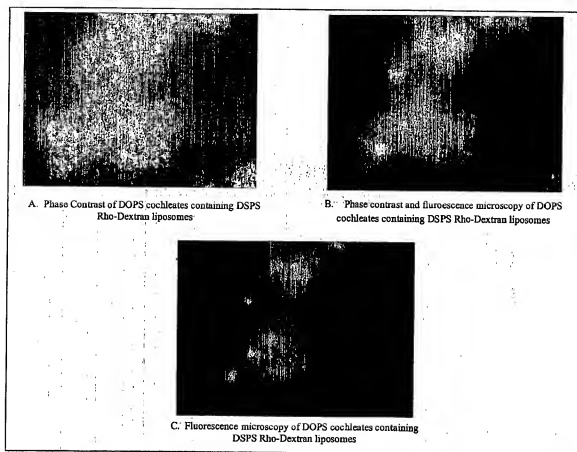 A. Phase Contrast of DOPS cochleates containing DSPS
Rho-Dextran liposomes
B. Phase contrast and fluroescence microscopy of DOPS
cochleates containing DSPS Rho-Dextran liposomes
C. Fluorescence microscopy of DOPS cochleates containing
DSPS Rho-Dextran liposomes